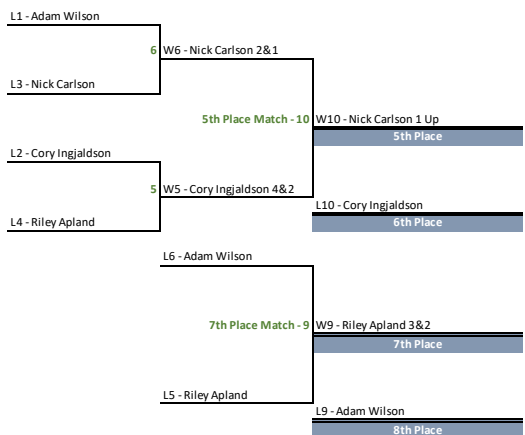 L1 - Adam Wilson
6 W6 - Nick Carlson 2&1
L3 - Nick Carlson
5th Place Match - 10 W10 - Nick Carlson 1 Up
5th Place
L2 - Cory Ingjaldson
5 W5 - Cory Ingjaldson 4&2
L10 - Cory Ingjaldson
L4 - Riley Apland
6th Place
L6 - Adam Wilson
7th Place Match - 9 W9 - Riley Apland 3&2
7th Place
L5 - Riley Apland
L9 - Adam Wilson
8th Place